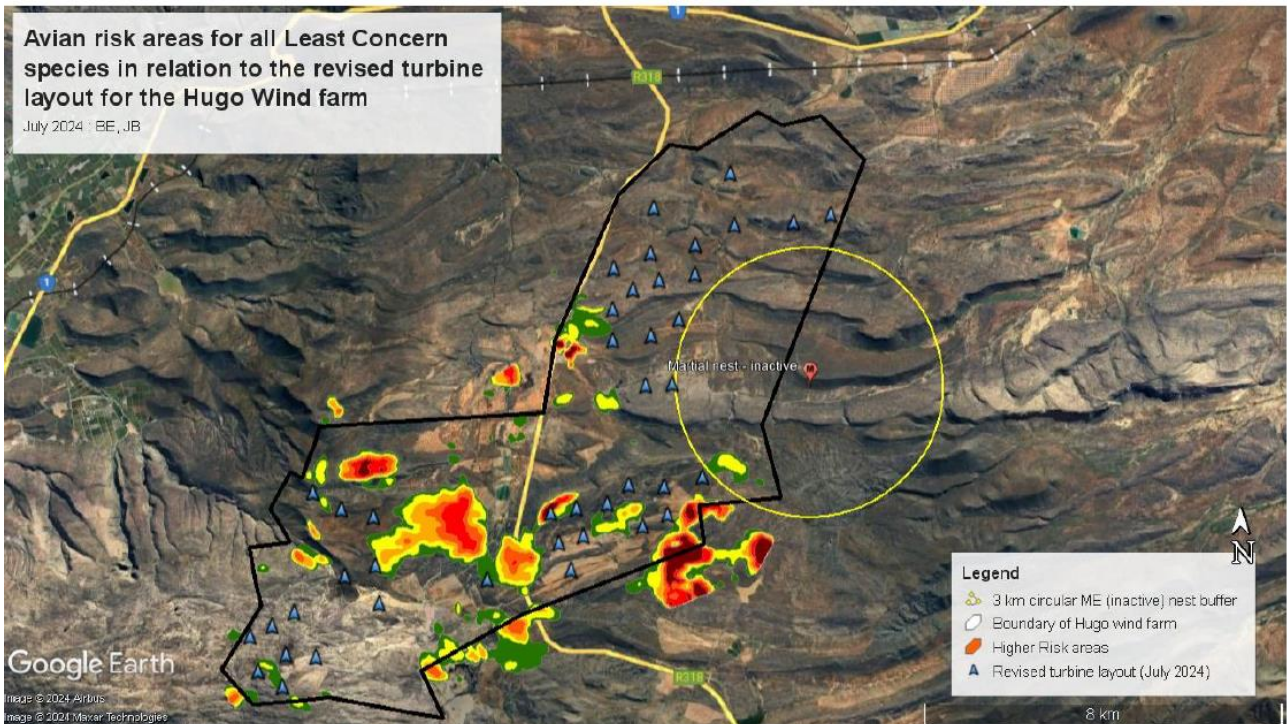 Avian risk areas for all Least Concern
species in relation to the revised turbine
layout for the Hugo Wind farm
July 2024 : BE, JB
1
R318
1
Martial nest - inactive
M
N
Legend
3 km circular ME (inactive) nest buffer
Boundary of Hugo wind farm
Higher Risk areas
Revised turbine layout (July 2024)
Google Earth
R318
Image © 2024 Airbus
Image © 2024 Maxar Technologies
8 km